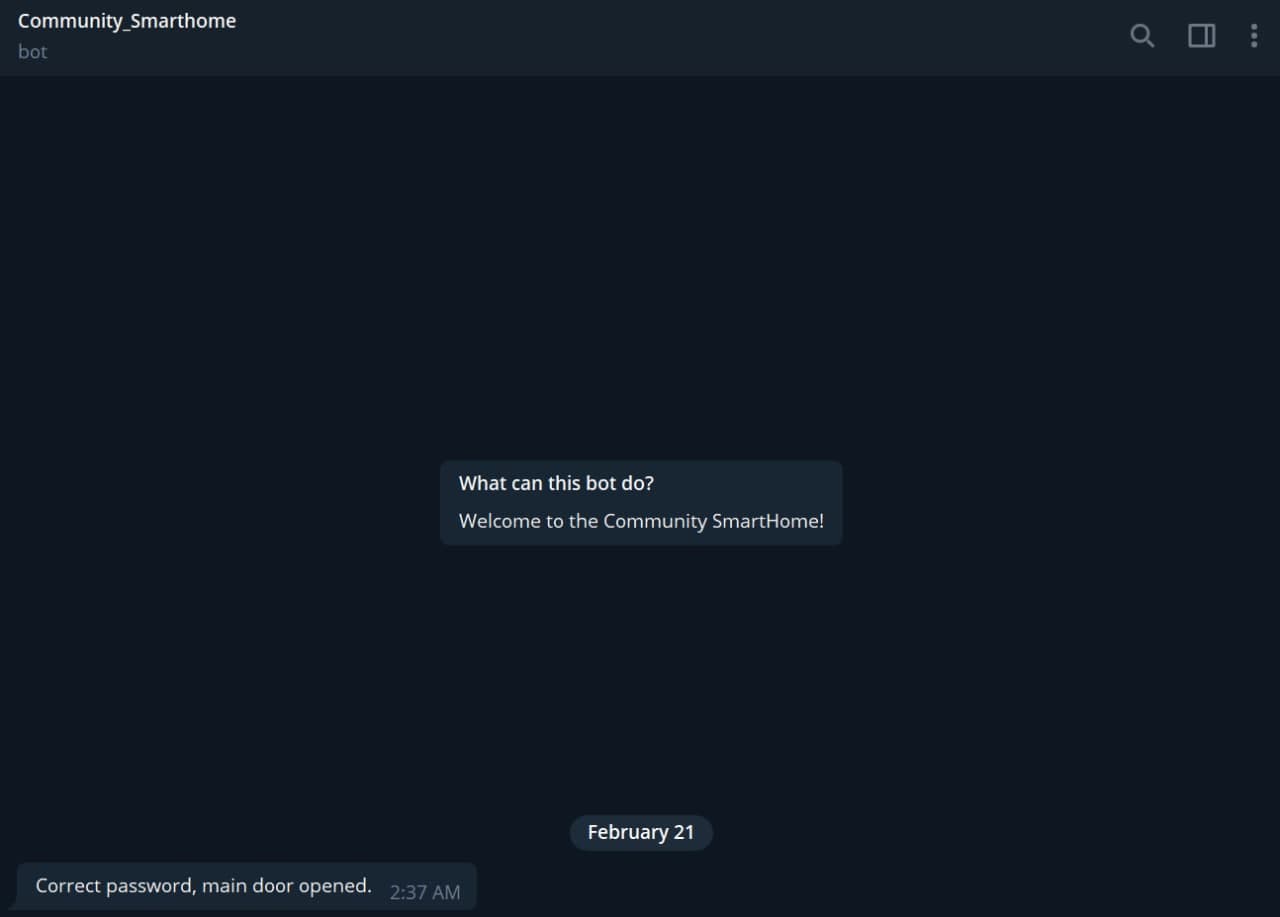 Community_Smarthome
bot
What can this bot do?
Welcome to the Community SmartHome!
February 21
Correct password, main door opened. 2:37 AM